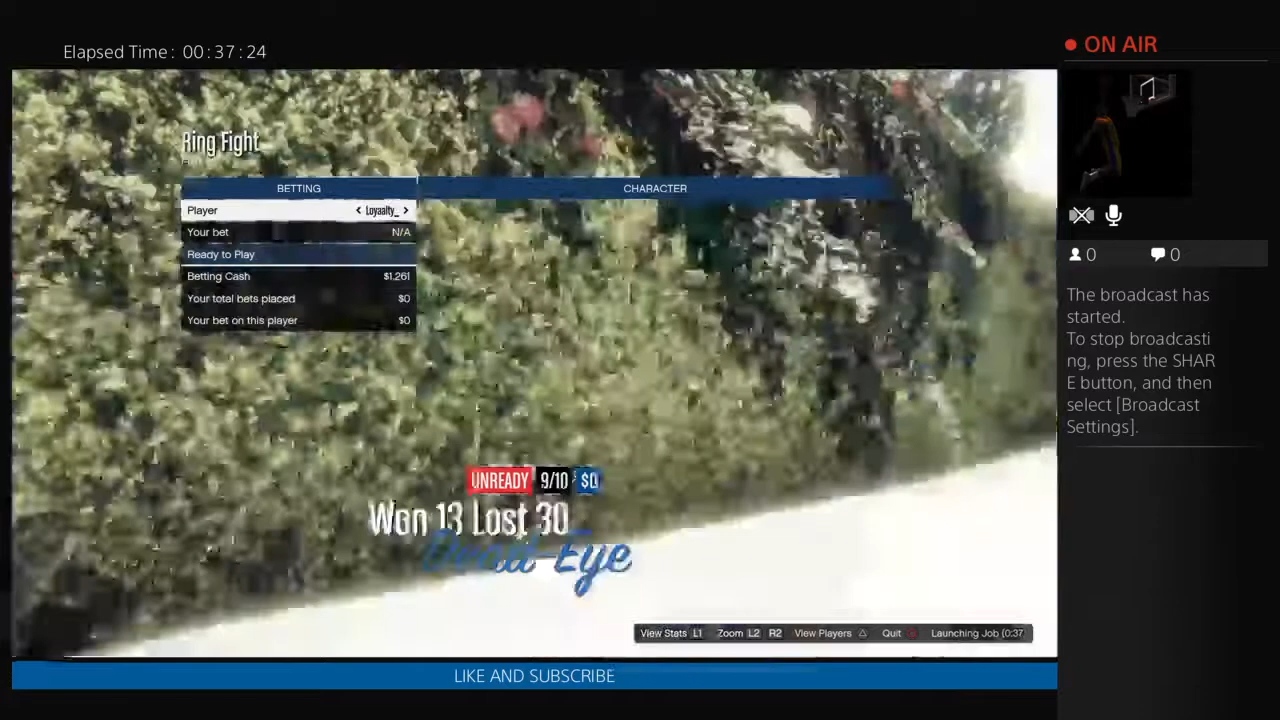 Elapsed Time: 00:37:24
ON AIR
Ring Fight
BETTING
CHARACTER
Player < Loyaalty_ >
Your bet N/A
Ready to Play
Betting Cash $1,261
Your total bets placed $0
Your bet on this player $0
0 0
The broadcast has
started.
To stop broadcasti
ng, press the SHAR
E button, and then
select [Broadcast
Settings].
UNREADY 9/10 $0
Won 13 Lost 30
Dead-Eye
View Stats L1 Zoom L2 R2 View Players Quit Launching Job (0:37
LIKE AND SUBSCRIBE